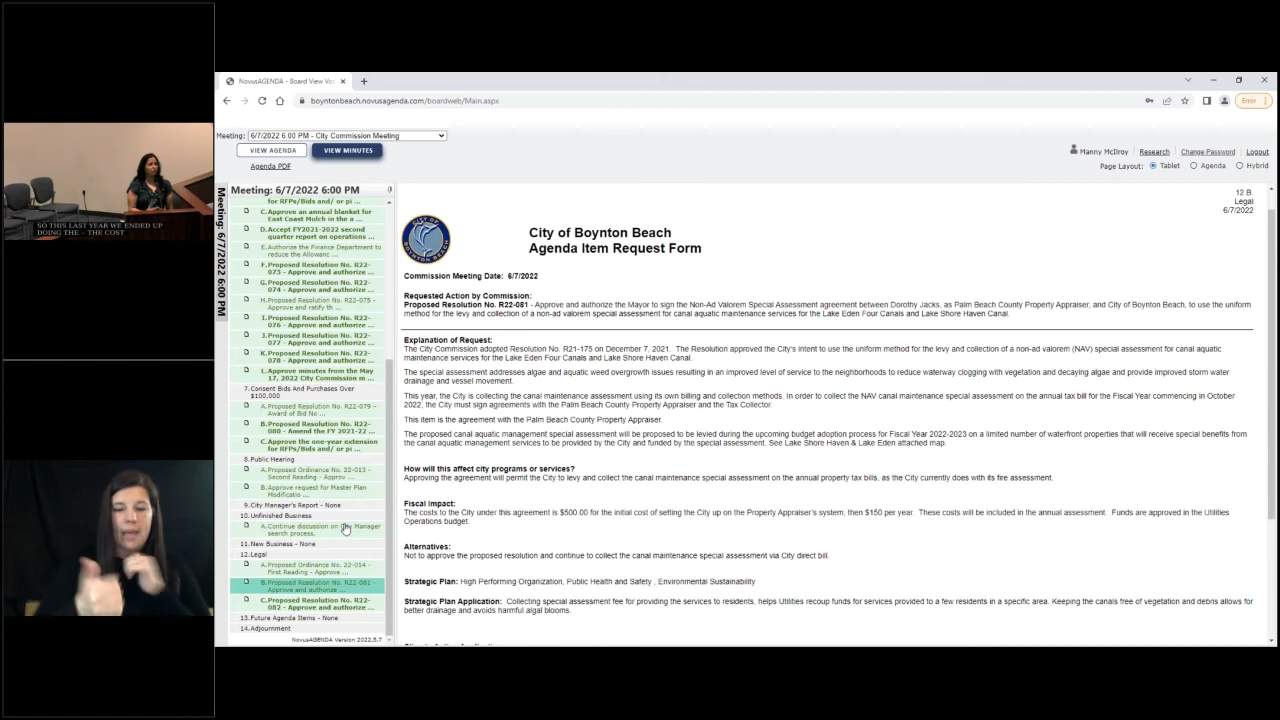 SO THIS LAST YEAR WE ENDED UP
DOING THE – THE COST
NovusAGENDA - Board View Ver
boyntonbeach.novusagenda.com/boardweb/Main.aspx
Error
Meeting: 6/7/2022 6:00 PM - City Commission Meeting
VIEW AGENDA VIEW MINUTES
Agenda PDF
Manny McIlroy Research Change Password Logout
Page Layout: Tablet Agenda Hybrid
Meeting: 6/7/2022 6:00 PM
Meeting: 6/7/2022 6:00 PM
for RFPs/Bids and/ or pi ...
C.Approve an annual blanket for
East Coast Mulch in the a ...
D.Accept FY2021-2022 second
quarter report on operations ...
E.Authorize the Finance Department to
reduce the Allowanc ...
F.Proposed Resolution No. R22-
073 - Approve and authorize ...
G.Proposed Resolution No. R22-
074 - Approve and authorize ...
H.Proposed Resolution No. R22-075 -
Approve and ratify th ...
I.Proposed Resolution No. R22-
076 - Approve and authorize ...
J.Proposed Resolution No. R22-
077 - Approve and authorize ...
K.Proposed Resolution No. R22-
078 - Approve and authorize ...
L.Approve minutes from the May
17, 2022 City Commission m ...
7.Consent Bids And Purchases Over
$100,000
A.Proposed Resolution No. R22-079 -
Award of Bid No ...
B.Proposed Resolution No. R22-
080 - Amend the FY 2021-22 ...
C.Approve the one-year extension
for RFPs/Bids and/ or pi ...
8.Public Hearing
A.Proposed Ordinance No. 22-013 -
Second Reading - Approv ...
B.Approve request for Master Plan
Modificatio ...
9.City Manager's Report - None
10.Unfinished Business
A.Continue discussion on City Manager
search process.
11.New Business - None
12.Legal
A.Proposed Ordinance No. 22-014 -
First Reading - Approve ...
B.Proposed Resolution No. R22-081 -
Approve and authorize ...
C.Proposed Resolution No. R22-
082 - Approve and authorize ...
13.Future Agenda Items - None
14.Adjournment
NovusAGENDA Version 2022.5.7
12.B.
Legal
6/7/2022
CITY OF
BOYNTON BEACH
City of Boynton Beach
Agenda Item Request Form
Commission Meeting Date: 6/7/2022
Requested Action by Commission:
Proposed Resolution No. R22-081 - Approve and authorize the Mayor to sign the Non-Ad Valorem Special Assessment agreement between Dorothy Jacks, as Palm Beach County Property Appraiser, and City of Boynton Beach, to use the uniform
method for the levy and collection of a non-ad valorem special assessment for canal aquatic maintenance services for the Lake Eden Four Canals and Lake Shore Haven Canal.
Explanation of Request:
The City Commission adopted Resolution No. R21-175 on December 7, 2021. The Resolution approved the City's intent to use the uniform method for the levy and collection of a non-ad valorem (NAV) special assessment for canal aquatic
maintenance services for the Lake Eden Four Canals and Lake Shore Haven Canal.
The special assessment addresses algae and aquatic weed overgrowth issues resulting in an improved level of service to the neighborhoods to reduce waterway clogging with vegetation and decaying algae and provide improved storm water
drainage and vessel movement.
This year, the City is collecting the canal maintenance assessment using its own billing and collection methods. In order to collect the NAV canal maintenance special assessment on the annual tax bill for the Fiscal Year commencing in October
2022, the City must sign agreements with the Palm Beach County Property Appraiser and the Tax Collector.
This item is the agreement with the Palm Beach County Property Appraiser.
The proposed canal aquatic management special assessment will be proposed to be levied during the upcoming budget adoption process for Fiscal Year 2022-2023 on a limited number of waterfront properties that will receive special benefits from
the canal aquatic management services to be provided by the City and funded by the special assessment. See Lake Shore Haven & Lake Eden attached map.
How will this affect city programs or services?
Approving the agreement will permit the City to levy and collect the canal maintenance special assessment on the annual property tax bills, as the City currently does with its fire assessment.
Fiscal Impact:
The costs to the City under this agreement is $500.00 for the initial cost of setting the City up on the Property Appraiser's system, then $150 per year. These costs will be included in the annual assessment. Funds are approved in the Utilities
Operations budget.
Alternatives:
Not to approve the proposed resolution and continue to collect the canal maintenance special assessment via City direct bill.
Strategic Plan: High Performing Organization, Public Health and Safety , Environmental Sustainability
Strategic Plan Application: Collecting special assessment fee for providing the services to residents, helps Utilities recoup funds for services provided to a few residents in a specific area. Keeping the canals free of vegetation and debris allows for
better drainage and avoids harmful algal blooms.